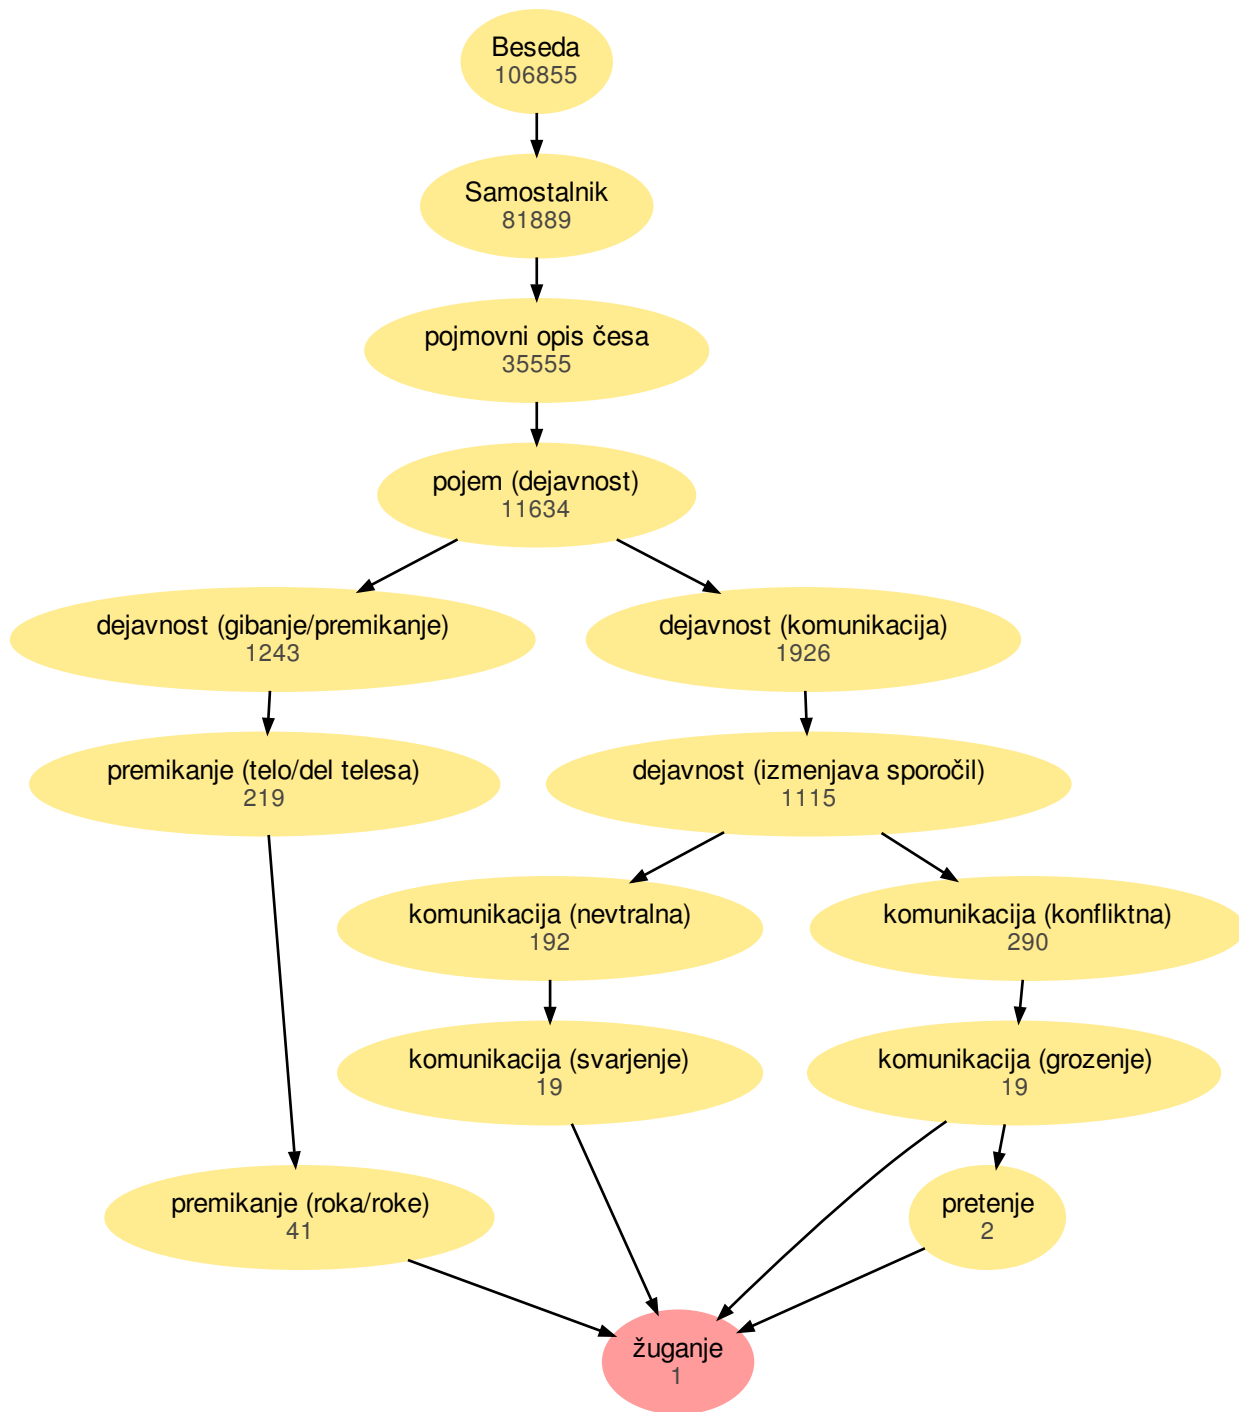 Beseda
106855
Samostalnik
81889
pojmovni opis česa
35555
pojem (dejavnost)
11634
dejavnost (gibanje/premikanje)
1243
dejavnost (komunikacija)
1926
premikanje (telo/del telesa)
219
dejavnost (izmenjava sporočil)
1115
komunikacija (nevtralna)
192
komunikacija (konfliktna)
290
komunikacija (svarjenje)
19
komunikacija (grozenje)
19
premikanje (roka/roke)
41
pretenje
2
žuganje
1